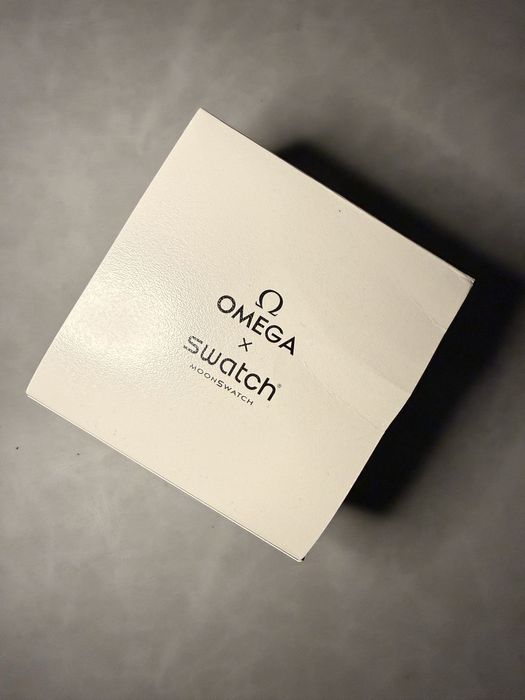 Ω
OMEGA
×
swatch®
MOONSWATCH